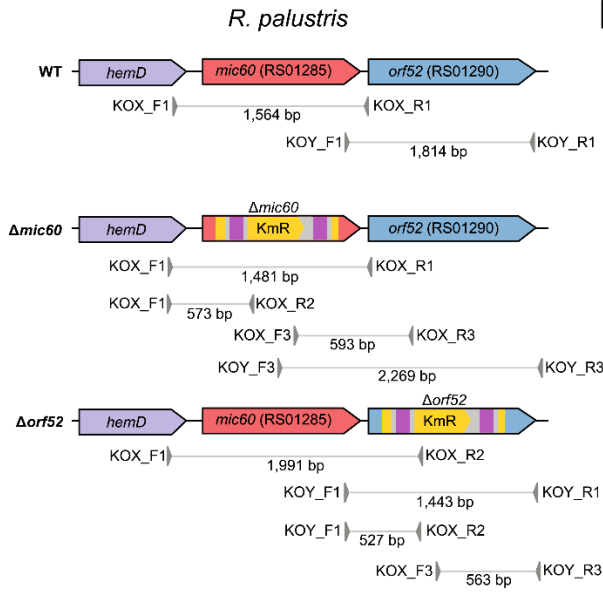 R. palustris
WT hemD mic60 (RS01285) orf52 (RS01290)
KOX_F1 1,564 bp KOX_R1
KOY_F1 1,814 bp KOY_R1
Δmic60
Δmic60 hemD KmR orf52 (RS01290)
KOX_F1 1,481 bp KOX_R1
KOX_F1 573 bp KOX_R2
KOX_F3 593 bp KOX_R3
KOY_F3 2,269 bp KOY_R3
Δorf52
Δorf52 hemD mic60 (RS01285) KmR
KOX_F1 1,991 bp KOX_R2
KOY_F1 1,443 bp KOY_R1
KOY_F1 527 bp KOX_R2
KOX_F3 563 bp KOY_R3